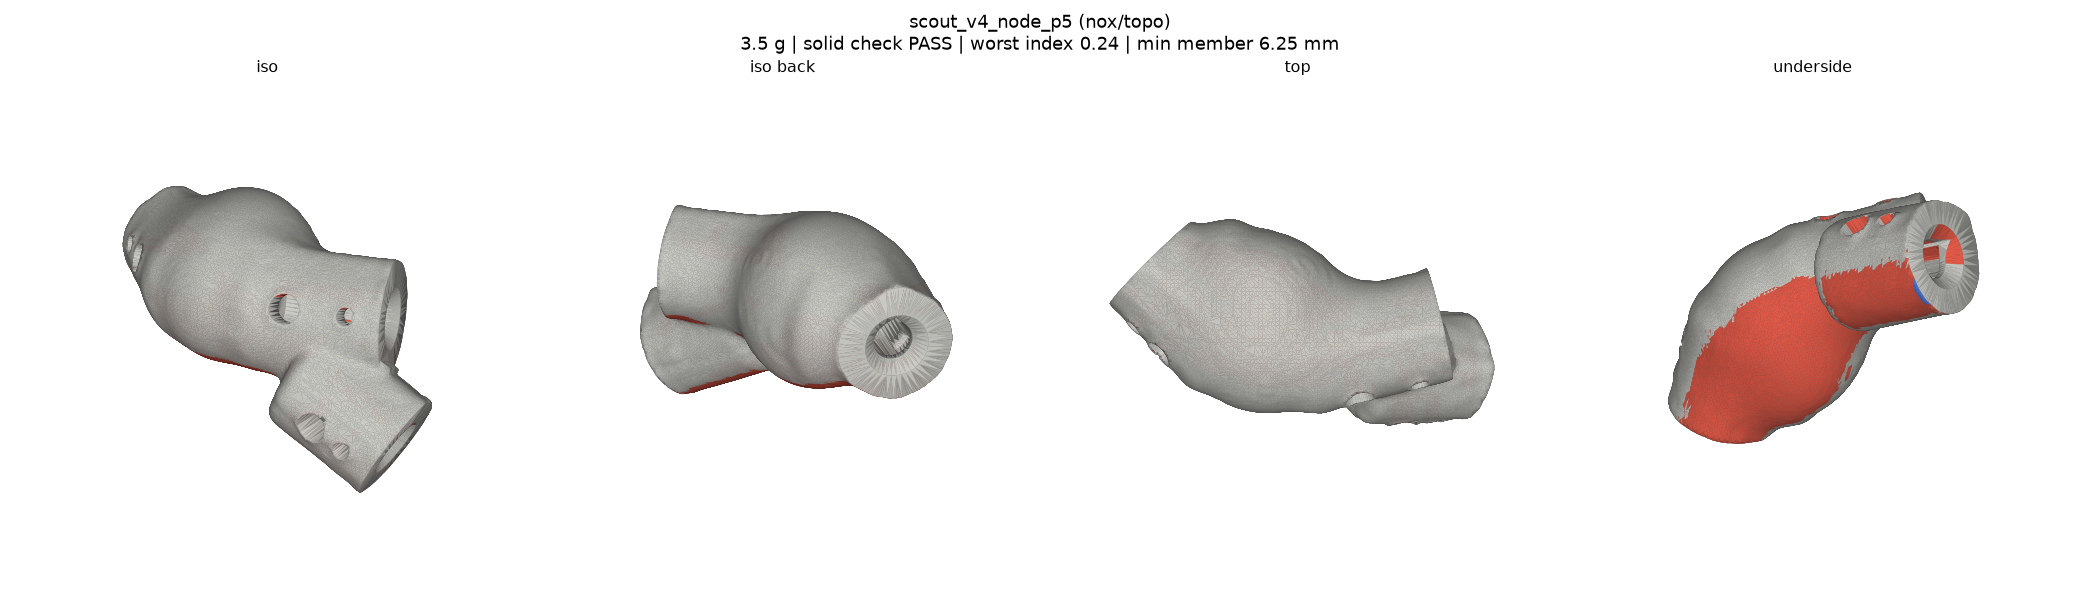 scout_v4_node_p5 (nox/topo)
3.5 g | solid check PASS | worst index 0.24 | min member 6.25 mm
iso
iso back
top
underside